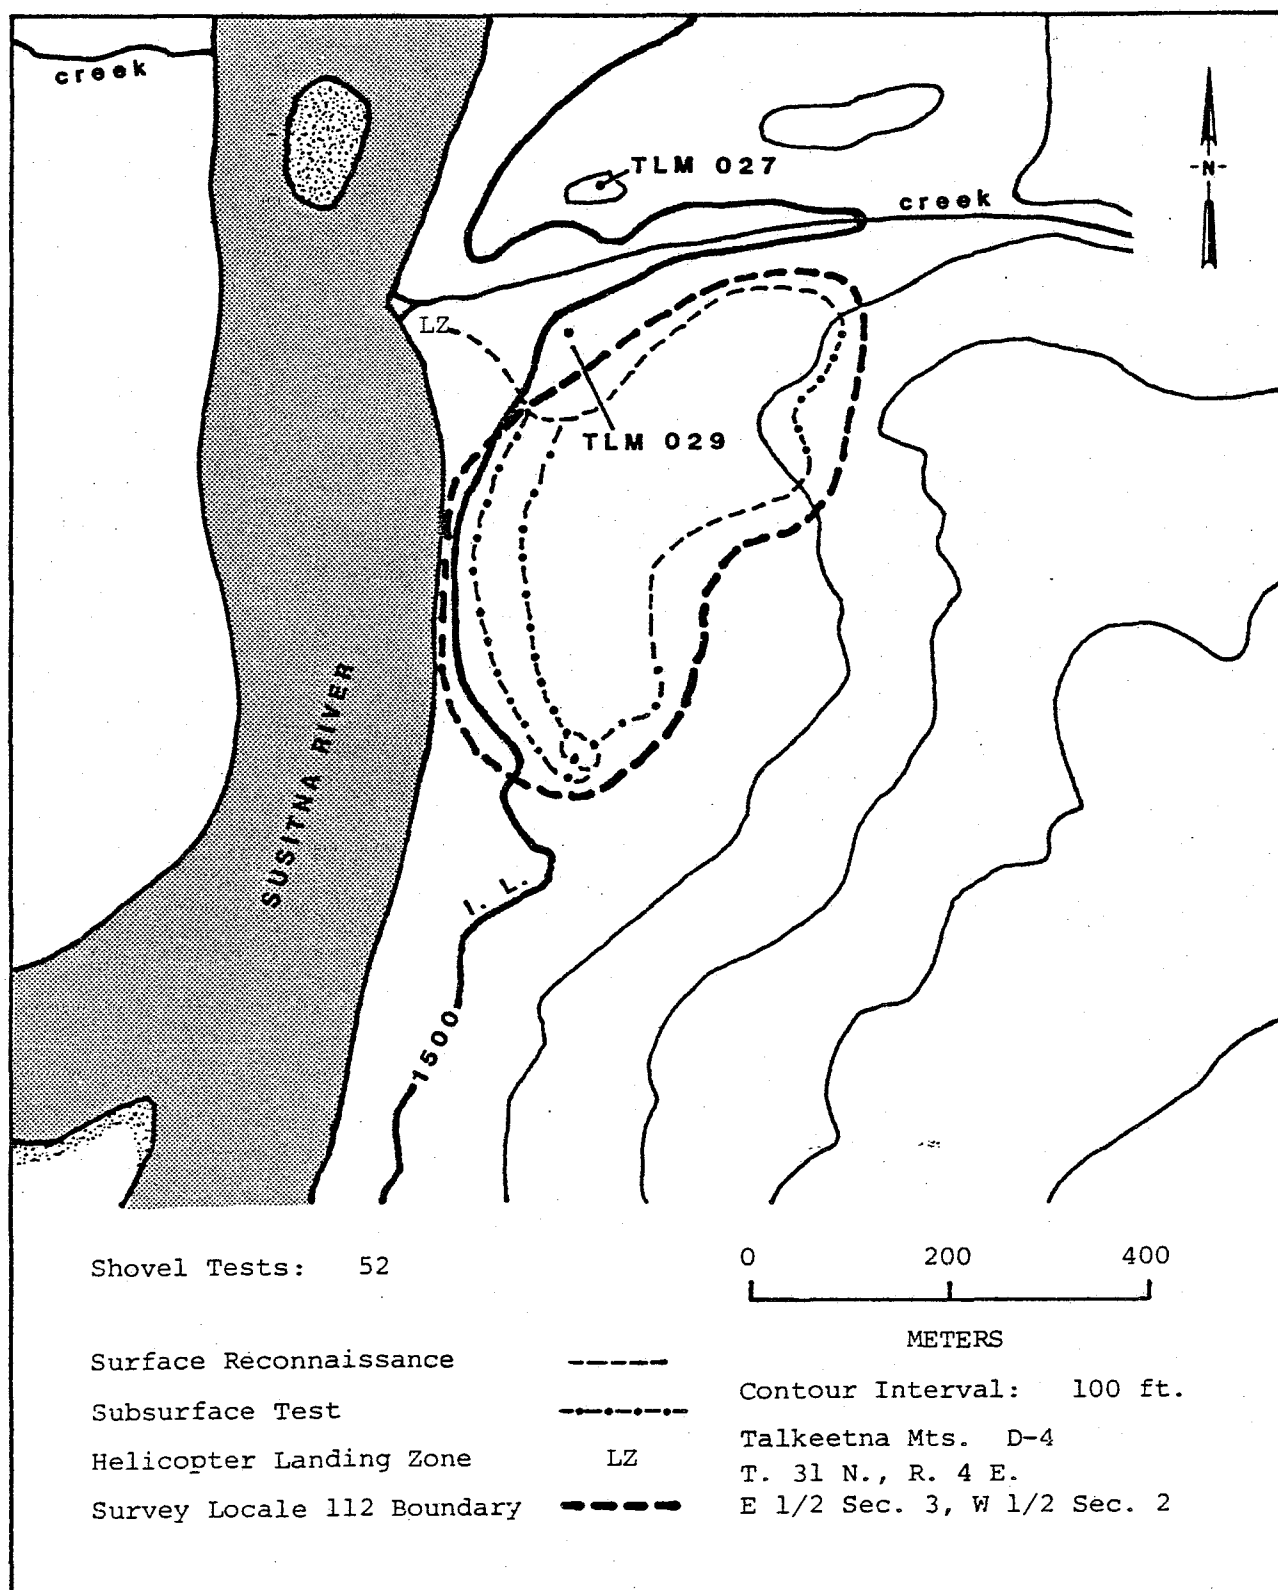 creek
TLM 027
-N-
creek
LZ
TLM 029
SUSITNA RIVER
I. L.
1500
Shovel Tests: 52
0 200 400
METERS
Surface Reconnaissance
Subsurface Test
Helicopter Landing Zone LZ
Survey Locale 112 Boundary
Contour Interval: 100 ft.
Talkeetna Mts. D-4
T. 31 N., R. 4 E.
E 1/2 Sec. 3, W 1/2 Sec. 2